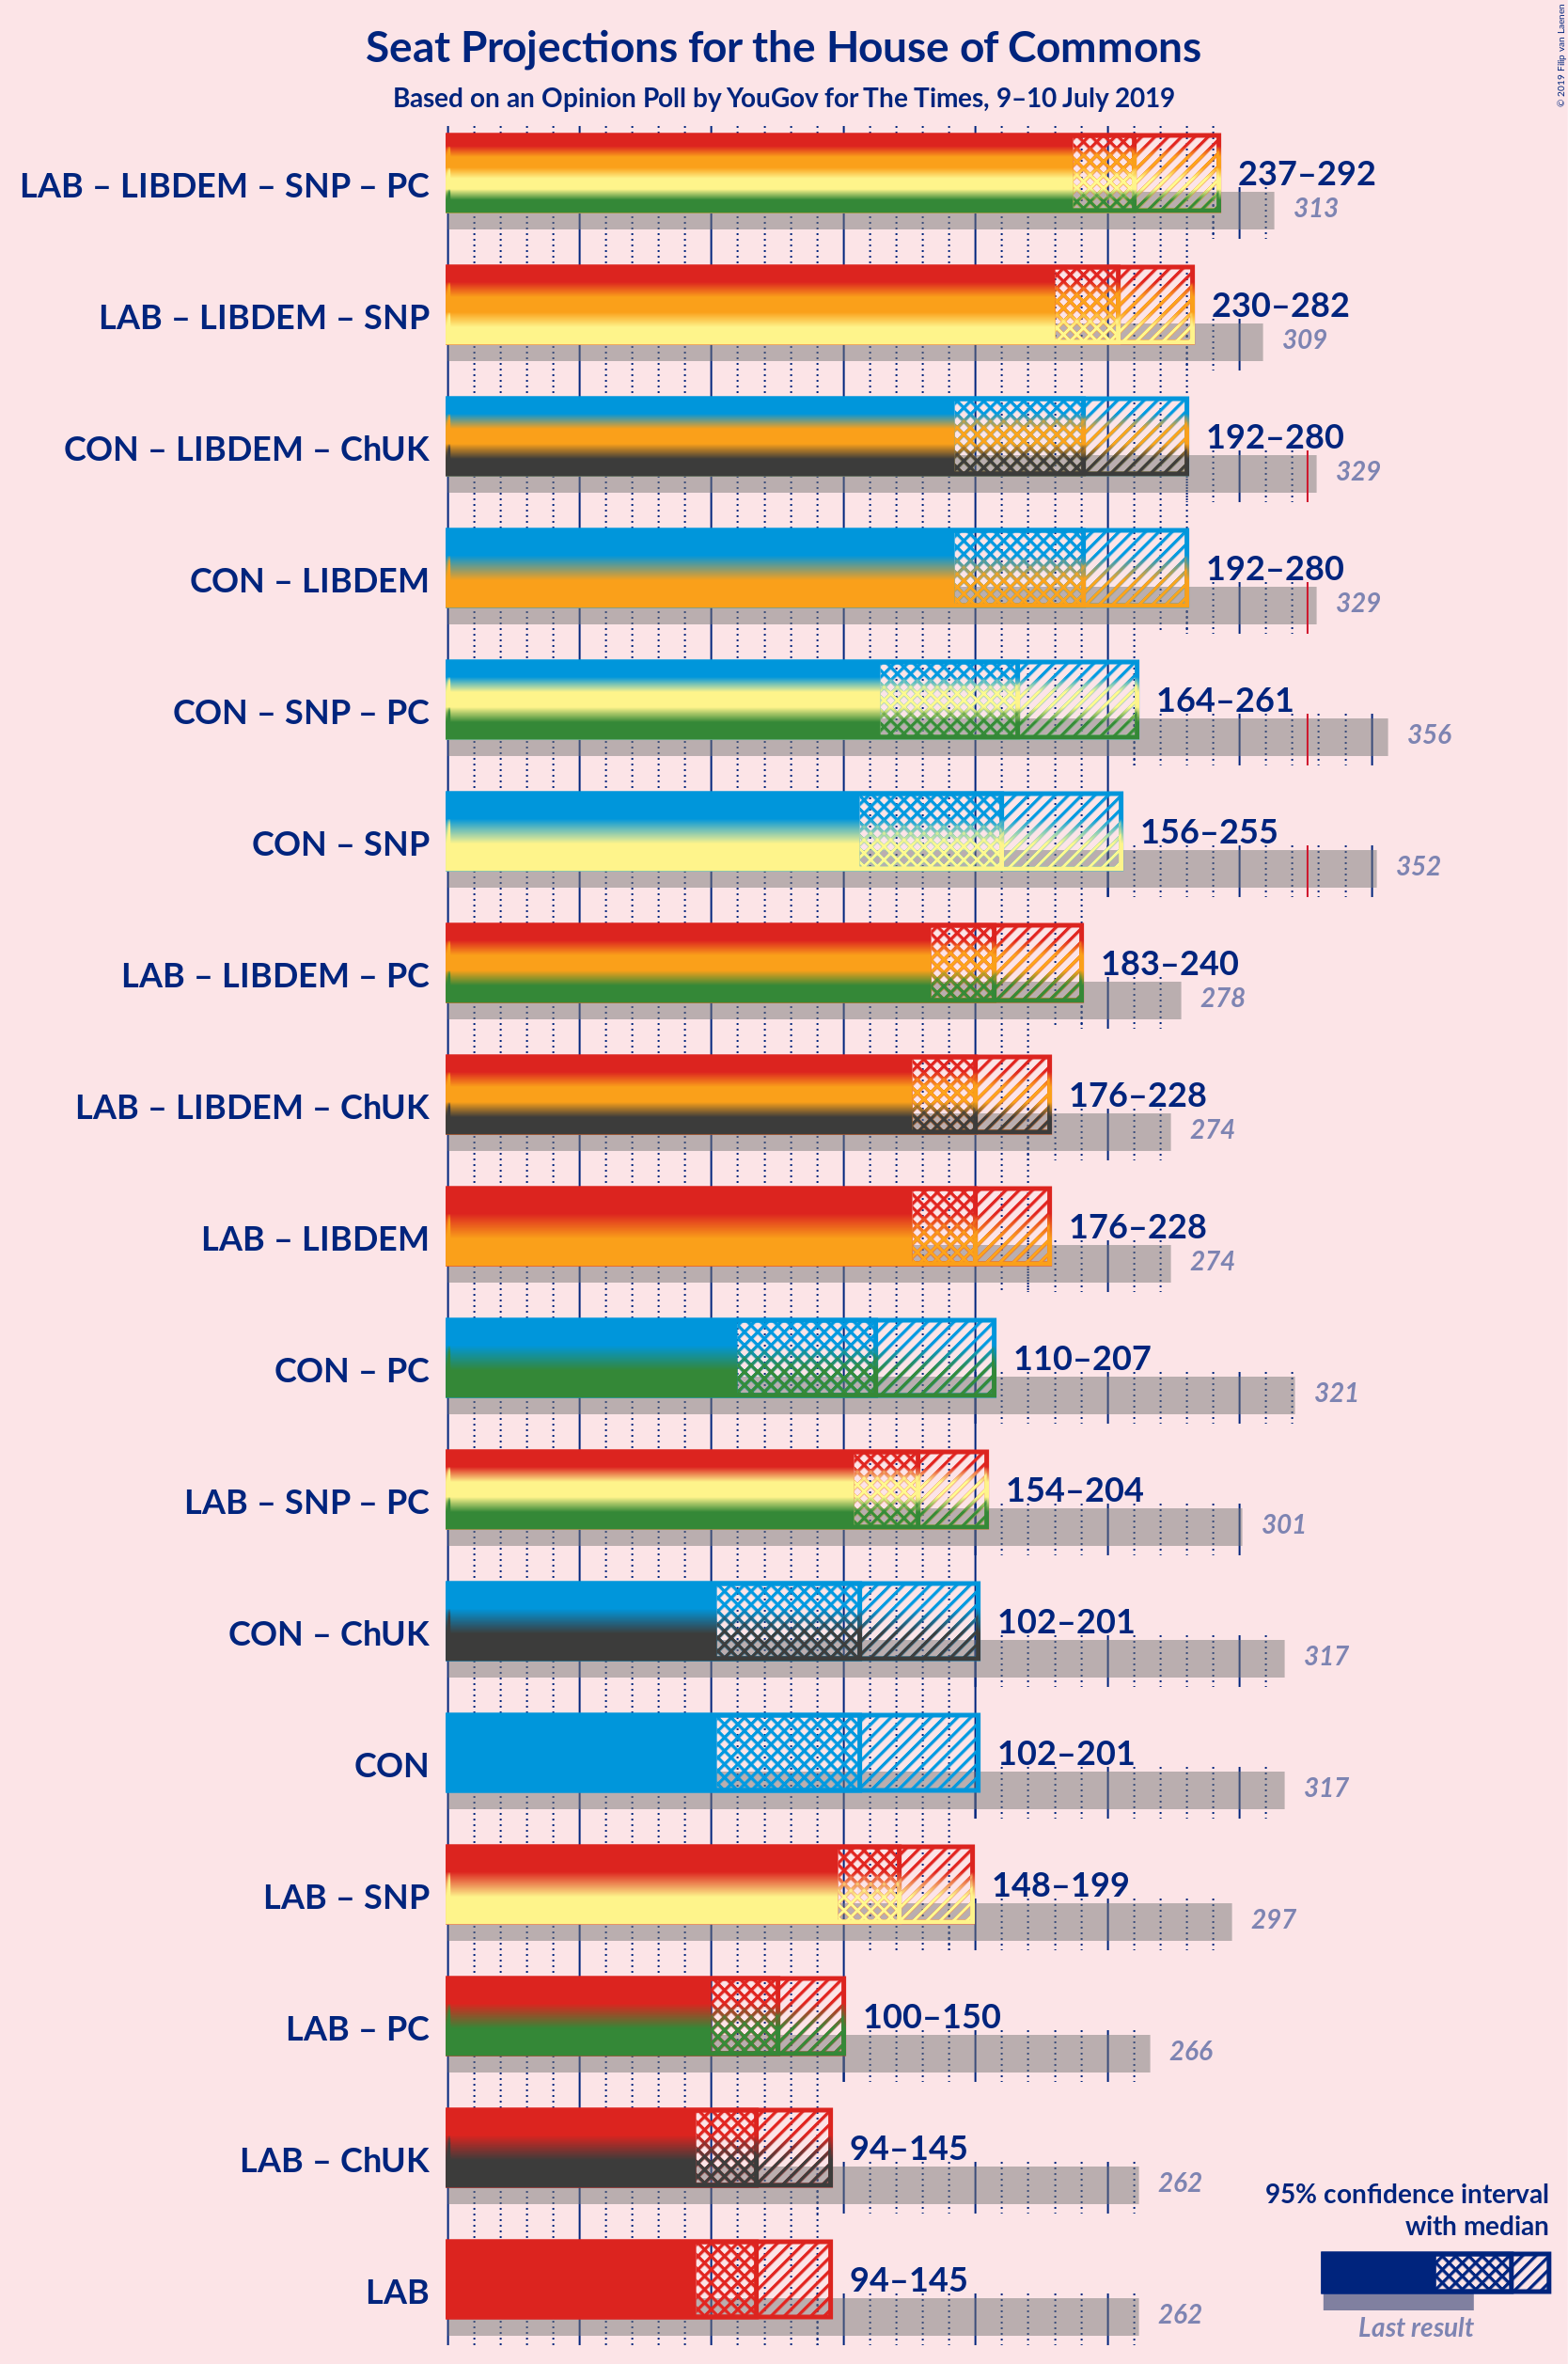 Seat Projections for the House of Commons
Based on an Opinion Poll by YouGov for The Times, 9–10 July 2019
© 2019 Filip van Laenen
LAB – LIBDEM – SNP – PC
237–292
313
LAB – LIBDEM – SNP
230–282
309
CON – LIBDEM – ChUK
192–280
329
CON – LIBDEM
192–280
329
CON – SNP – PC
164–261
356
CON – SNP
156–255
352
LAB – LIBDEM – PC
183–240
278
LAB – LIBDEM – ChUK
176–228
274
LAB – LIBDEM
176–228
274
CON – PC
110–207
321
LAB – SNP – PC
154–204
301
CON – ChUK
102–201
317
CON
102–201
317
LAB – SNP
148–199
297
LAB – PC
100–150
266
LAB – ChUK
94–145
262
LAB
94–145
262
95% confidence interval
with median
Last result